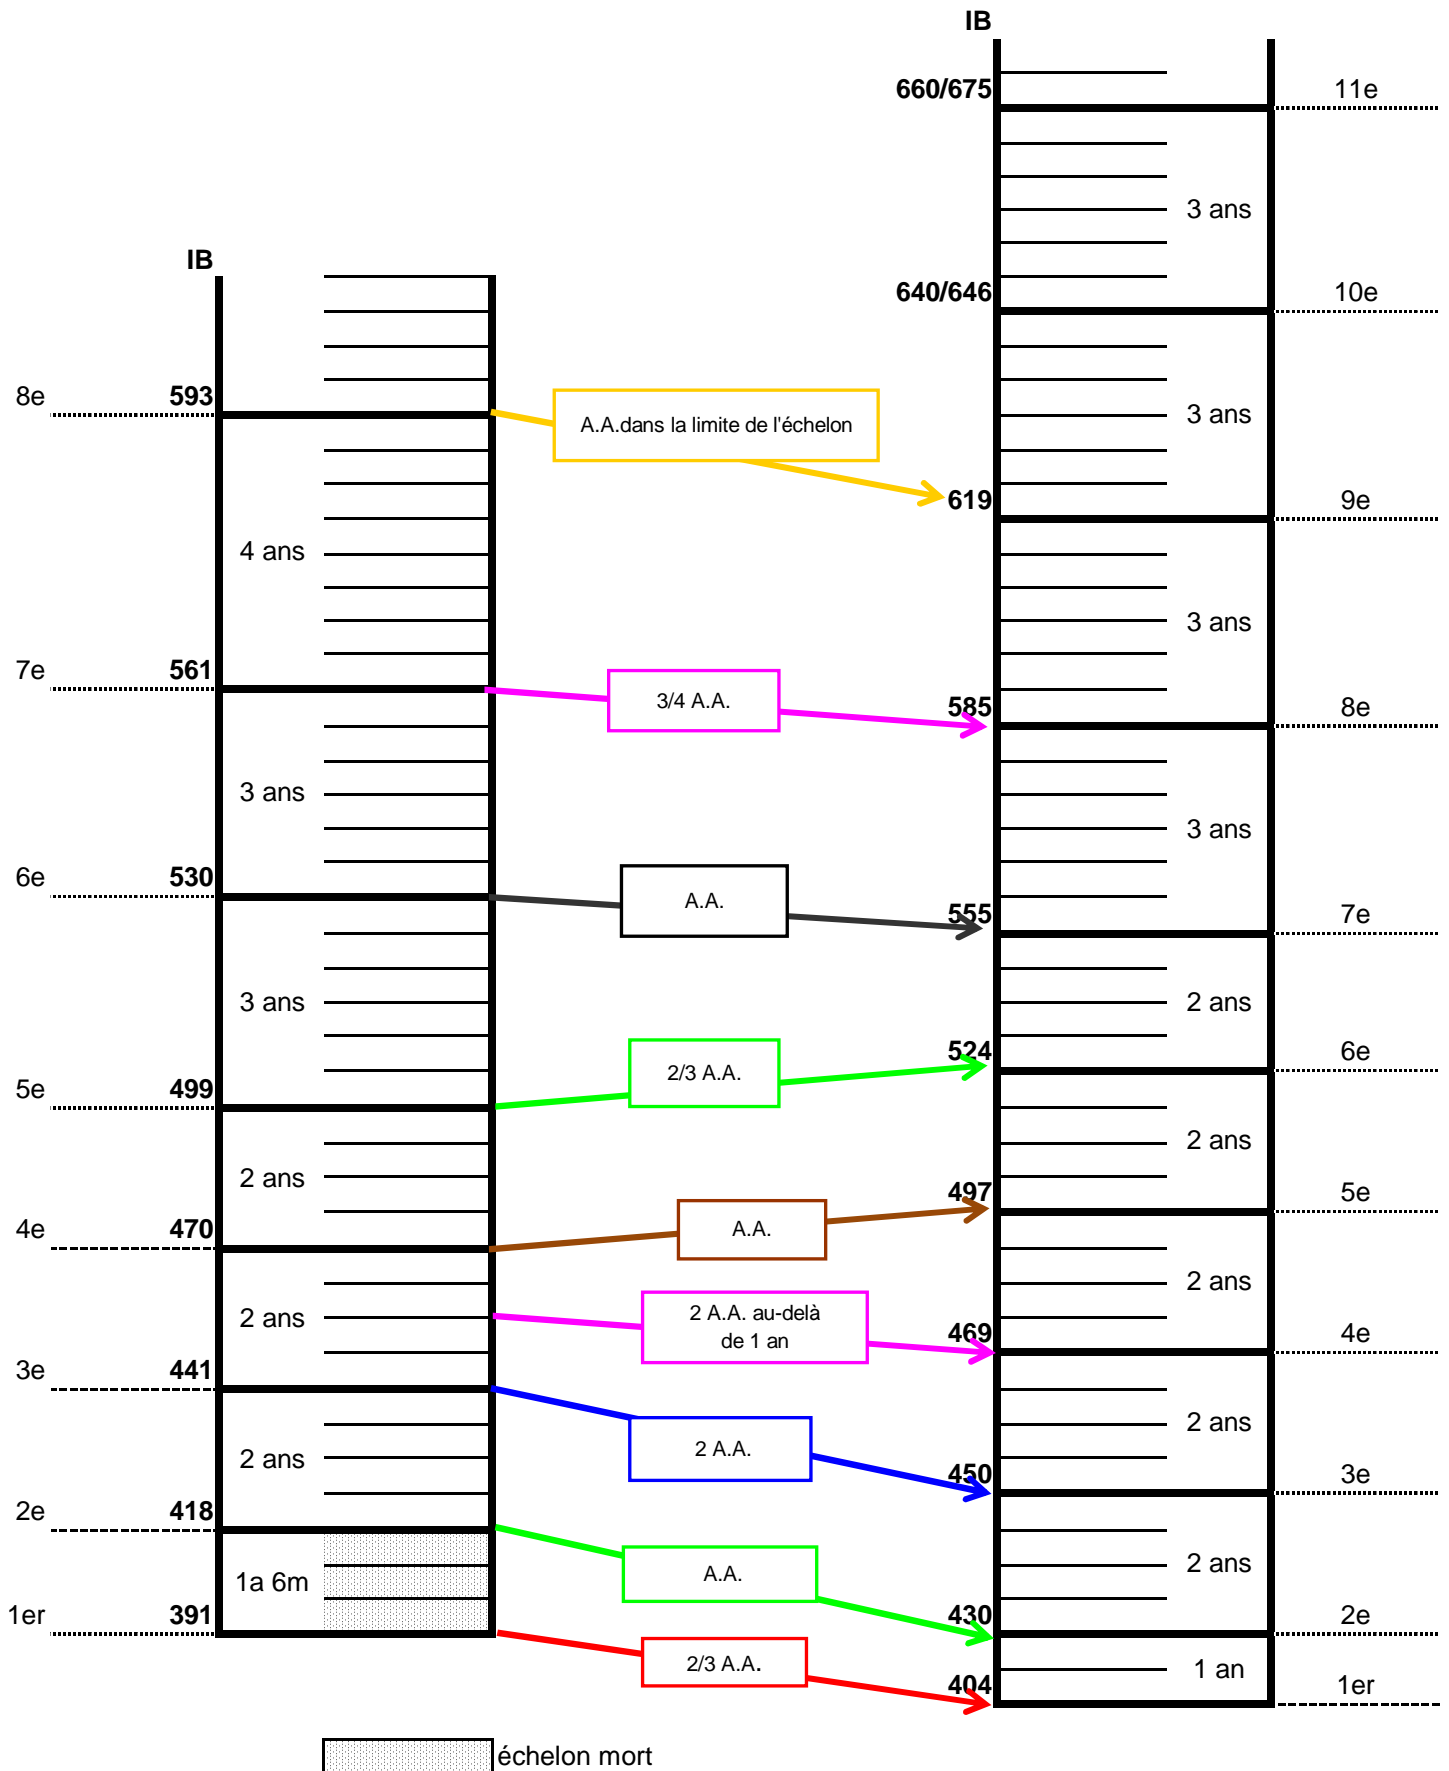 IB
660/675 11e
3 ans
IB
640/646 10e
8e 593
A.A.dans la limite de l'échelon
3 ans
619 9e
4 ans
3 ans
7e 561
3/4 A.A.
585 8e
3 ans
3 ans
6e 530
A.A.
555 7e
3 ans
2 ans
524 6e
2/3 A.A.
5e 499
2 ans
2 ans
497 5e
4e 470
A.A.
2 ans
2 ans
2 A.A. au-delà
de 1 an
469 4e
3e 441
2 ans
2 ans
2 A.A.
450 3e
2e 418
2 ans
1a 6m
A.A.
1er 391
430 2e
2/3 A.A.
1 an
404 1er
échelon mort